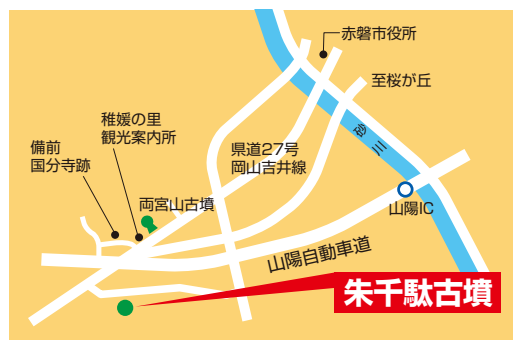 赤磐市役所
至桜が丘
稚媛の里
観光案内所
備前
国分寺跡
県道27号
岡山吉井線
砂川
両宮山古墳
山陽IC
山陽自動車道
朱千駄古墳